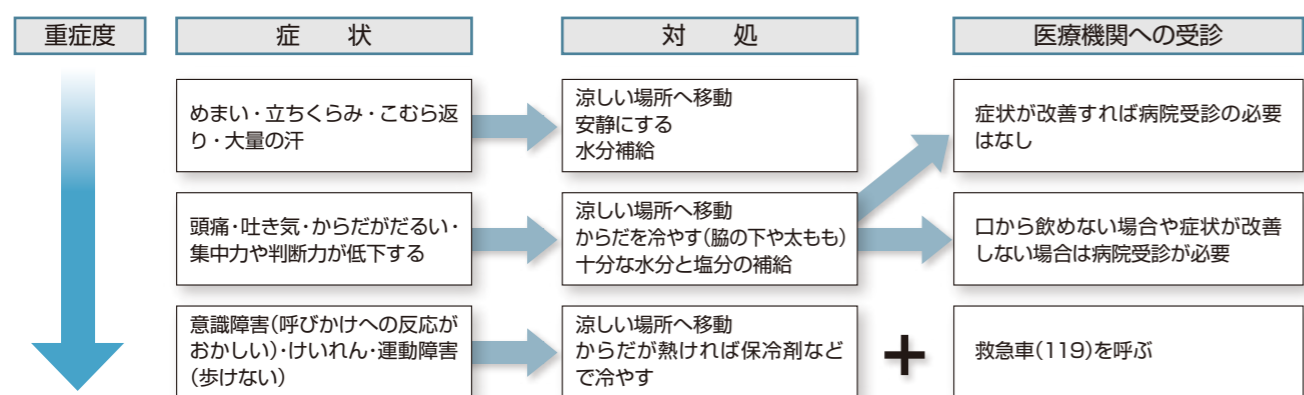 重症度
症　状
対　処
医療機関への受診
めまい・立ちくらみ・こむら返
り・大量の汗
涼しい場所へ移動
安静にする
水分補給
症状が改善すれば病院受診の必要
はなし
頭痛・吐き気・からだがだるい・
集中力や判断力が低下する
涼しい場所へ移動
からだを冷やす(脇の下や太もも)
十分な水分と塩分の補給
口から飲めない場合や症状が改善
しない場合は病院受診が必要
意識障害(呼びかけへの反応が
おかしい)・けいれん・運動障害
(歩けない)
涼しい場所へ移動
からだが熱ければ保冷剤など
で冷やす
+
救急車(119)を呼ぶ